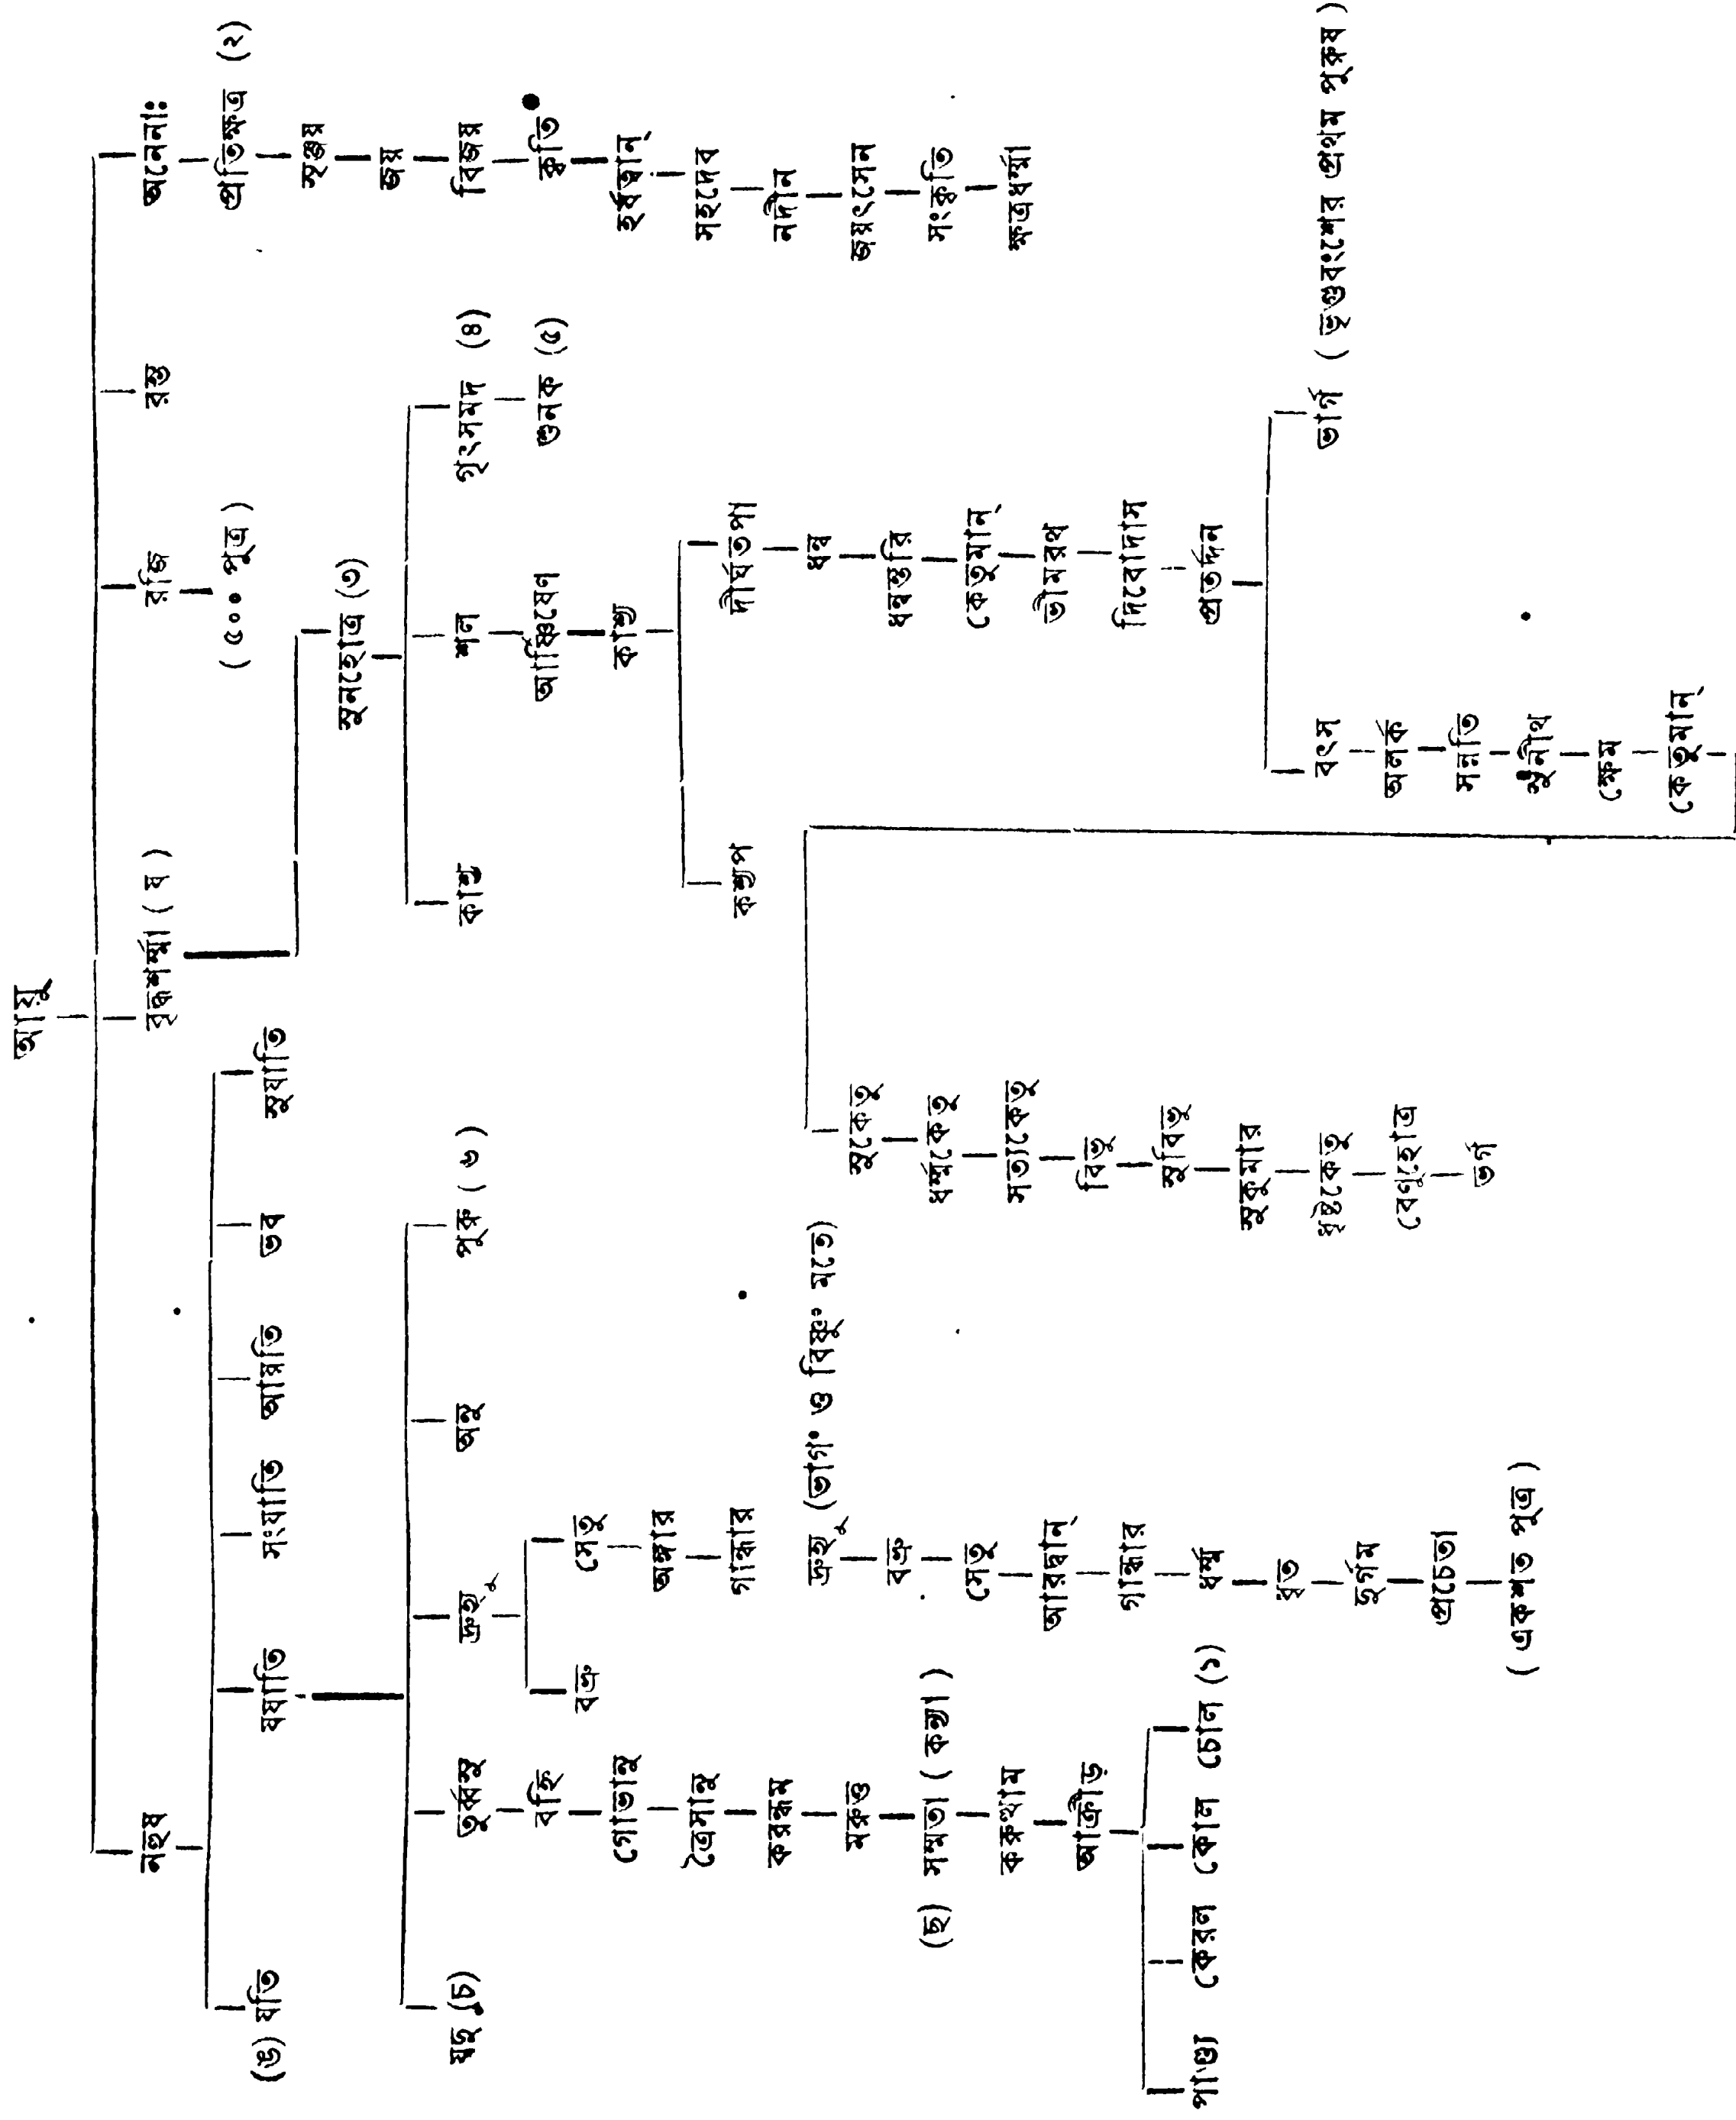 আয়ু
নহুষ বৃদ্ধশর্ম্মা ( ঘ ) রজি রম্ভ অনেনাঃ
( ৫০০ পুত্র ) প্রতিক্ষত্র (২)
(ঙ) যতি যযাতি সংযাতি আয়তি ভব সুযাতি
সৃঞ্জয়
সুনহোত্র (৩)
জয়
যদু (চ) তুর্ব্বসু দ্রুহ্যু অনু পুরু ( ৬ )
কাশ্য শল গৃৎসমদ (৪)
বিজয়
বহ্নি
আর্ষ্টিষেণ শুনক (৫)
কৃতি
বভ্রু সেতু
গোভানু
কাশ্য
হর্ষত্বান্
ত্রৈসানু অঙ্গার
সহদেব
করন্ধম গান্ধার
কশ্যপ দীর্ঘতপা
নদীন
মরুত্ত
দ্রুহ্যু (ভাগ॰ ও বিষ্ণু॰ মতে)
ধন্ব
জয়ৎসেন
সুকেতু
(ছ) সম্মতা ( কন্যা ) বভ্রু
ধন্বন্তরি
সংকৃতি
ধর্ম্মকেতু
করুত্থাম সেতু
কেতুমান্
ক্ষত্রধর্ম্মা
সত্যকেতু
আক্রীড় আরদ্বান্
ভীমরথ
বিভু
গান্ধার
দিবোদাস
সুবিভু
পাণ্ড্য কেরল কোল চোল (১) ধর্ম্ম
প্রতর্দ্দন
সুকুমার
ধৃত
ধৃষ্টকেতু
বৎস ভার্গ ( ভৃগুবংশের প্রথম পুরুষ )
দুর্গম
বেণুহোত্র
অলর্ক
প্রচেতা
ভর্গ
সন্নতি
( একশত পুত্র )
সুনীথ
ক্ষেম
কেতুমান্